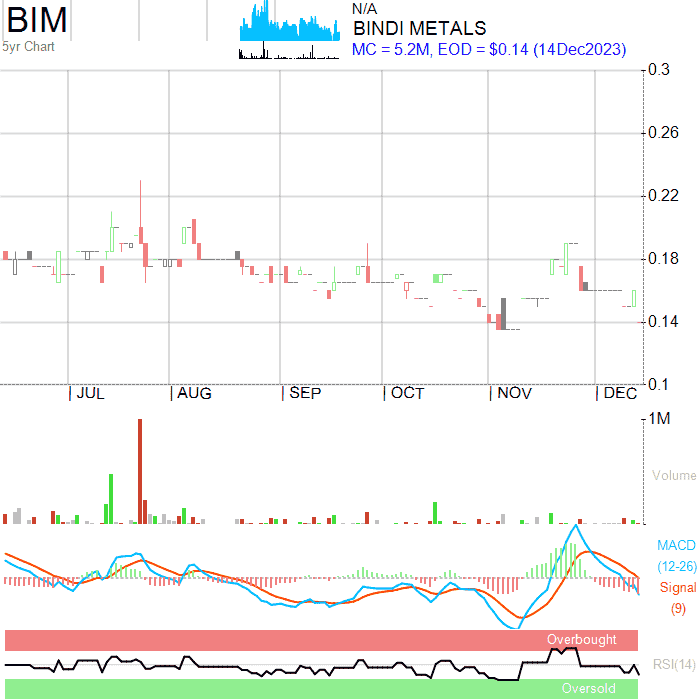 BIM
5yr Chart
N/A
BINDI METALS
MC = 5.2M, EOD = $0.14 (14Dec2023)
0.3
0.26
0.22
0.18
0.14
0.1
JUL AUG SEP OCT NOV DEC
1M
Volume
MACD
(12-26)
Signal
(9)
Overbought
RSI(14)
Oversold